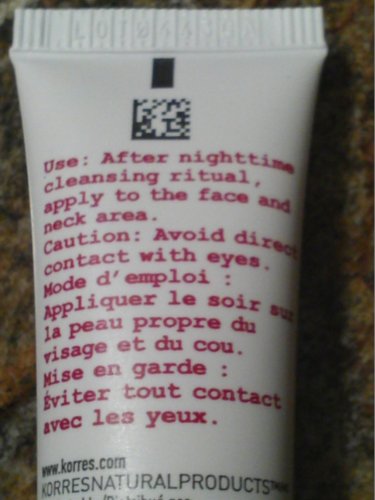 Use: After nighttime
cleansing ritual,
apply to the face and
neck area.
Caution: Avoid direct
contact with eyes.
Mode d'emploi :
Appliquer le soir sur
la peau propre du
visage et du cou.
Mise en garde :
Éviter tout contact
avec les yeux.
www.korres.com
KORRESNATURALPRODUCTS